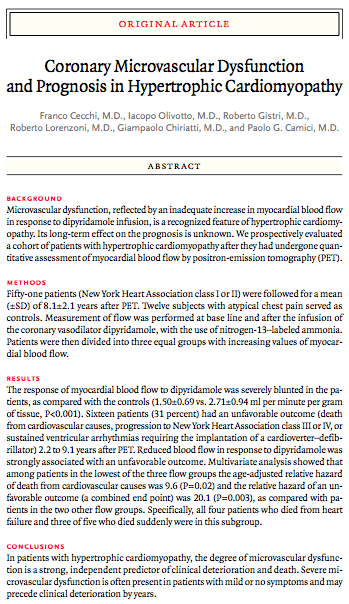 ORIGINAL ARTICLE
Coronary Microvascular Dysfunction
and Prognosis in Hypertrophic Cardiomyopathy
Franco Cecchi, M.D., Iacopo Olivotto, M.D., Roberto Gistri, M.D.,
Roberto Lorenzoni, M.D., Giampaolo Chiriatti, M.D., and Paolo G. Camici, M.D.
ABSTRACT
BACKGROUND
Microvascular dysfunction, reflected by an inadequate increase in myocardial blood flow
in response to dipyridamole infusion, is a recognized feature of hypertrophic cardiomy-
opathy. Its long-term effect on the prognosis is unknown. We prospectively evaluated
a cohort of patients with hypertrophic cardiomyopathy after they had undergone quan-
titative assessment of myocardial blood flow by positron-emission tomography (PET).
METHODS
Fifty-one patients (New York Heart Association class I or II) were followed for a mean
(±SD) of 8.1±2.1 years after PET. Twelve subjects with atypical chest pain served as
controls. Measurement of flow was performed at base line and after the infusion of
the coronary vasodilator dipyridamole, with the use of nitrogen-13–labeled ammonia.
Patients were then divided into three equal groups with increasing values of myocar-
dial blood flow.
RESULTS
The response of myocardial blood flow to dipyridamole was severely blunted in the pa-
tients, as compared with the controls (1.50±0.69 vs. 2.71±0.94 ml per minute per gram
of tissue, P<0.001). Sixteen patients (31 percent) had an unfavorable outcome (death
from cardiovascular causes, progression to New York Heart Association class III or IV, or
sustained ventricular arrhythmias requiring the implantation of a cardioverter–defib-
rillator) 2.2 to 9.1 years after PET. Reduced blood flow in response to dipyridamole was
strongly associated with an unfavorable outcome. Multivariate analysis showed that
among patients in the lowest of the three flow groups the age-adjusted relative hazard
of death from cardiovascular causes was 9.6 (P=0.02) and the relative hazard of an un-
favorable outcome (a combined end point) was 20.1 (P=0.003), as compared with pa-
tients in the two other flow groups. Specifically, all four patients who died from heart
failure and three of five who died suddenly were in this subgroup.
CONCLUSIONS
In patients with hypertrophic cardiomyopathy, the degree of microvascular dysfunc-
tion is a strong, independent predictor of clinical deterioration and death. Severe mi-
crovascular dysfunction is often present in patients with mild or no symptoms and may
precede clinical deterioration by years.